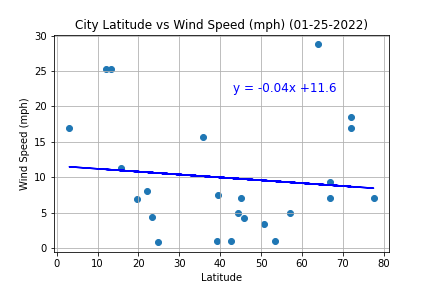 City Latitude vs Wind Speed (mph) (01-25-2022)
30
25
20
15
10
5
0
Wind Speed (mph)
y = -0.04x +11.6
0 10 20 30 40 50 60 70 80
Latitude